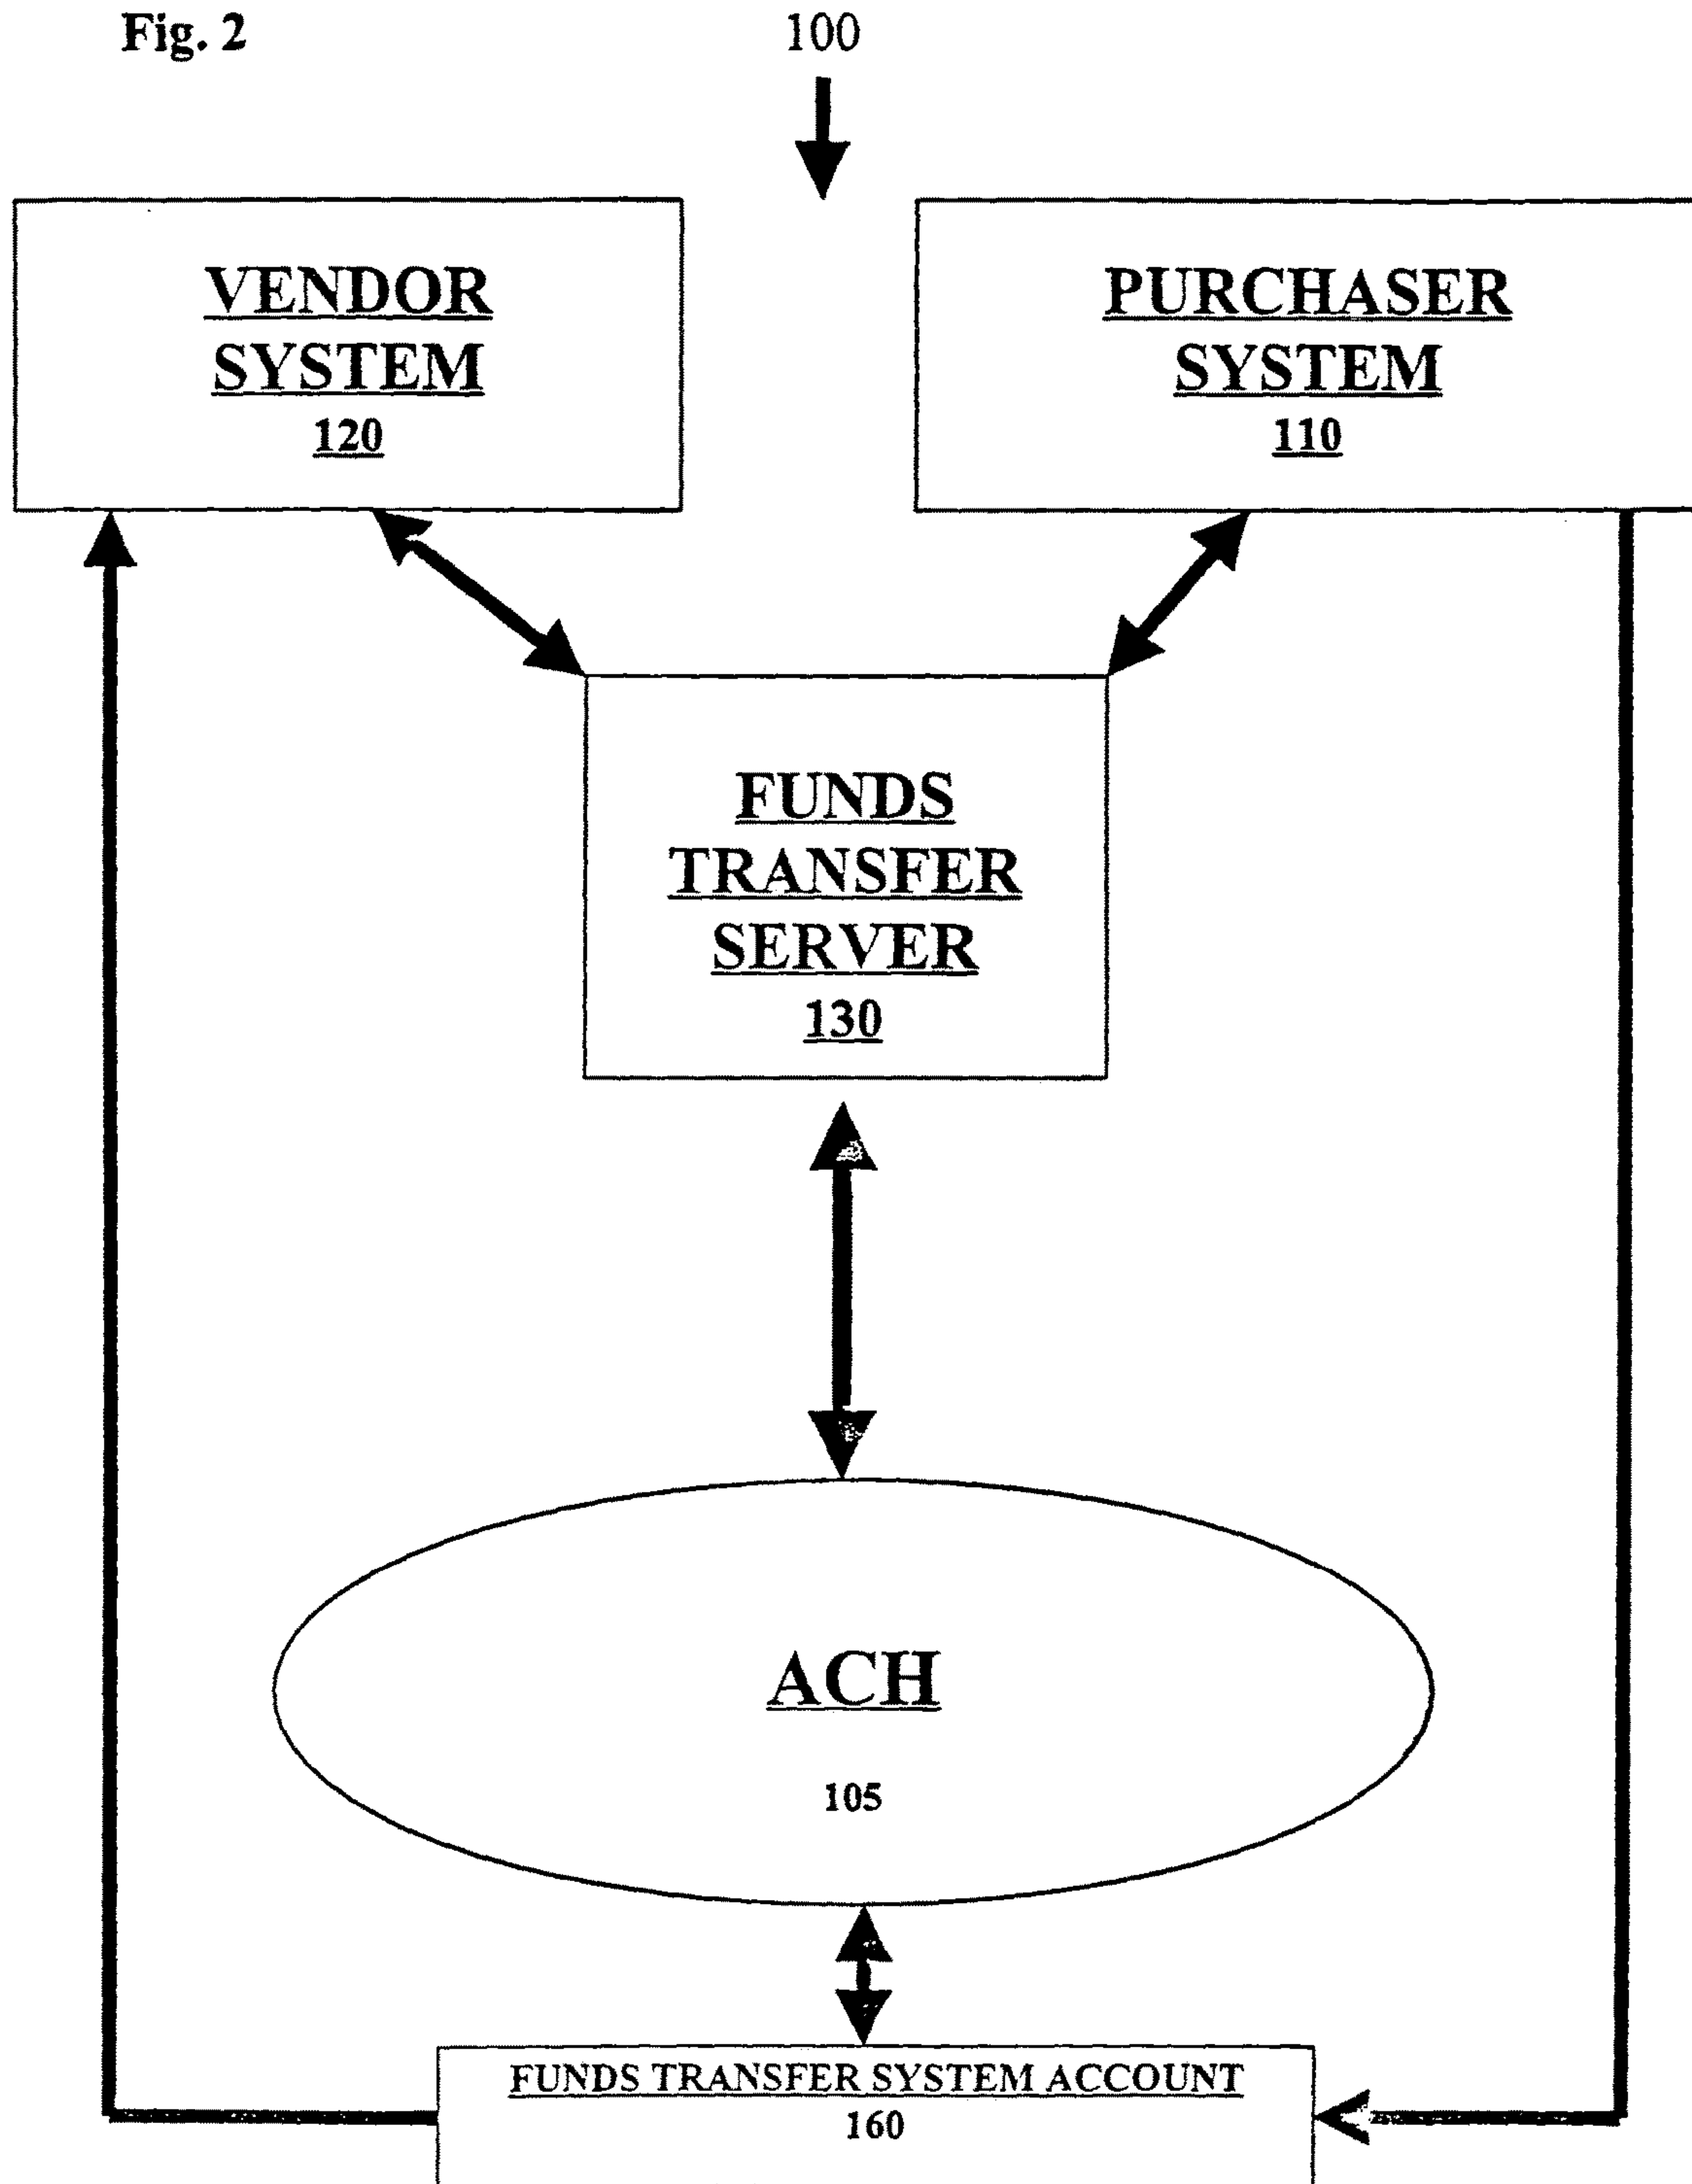 Fig. 2
100
VENDOR
SYSTEM
120
PURCHASER
SYSTEM
110
FUNDS
TRANSFER
SERVER
130
ACH
105
FUNDS TRANSFER SYSTEM ACCOUNT
160